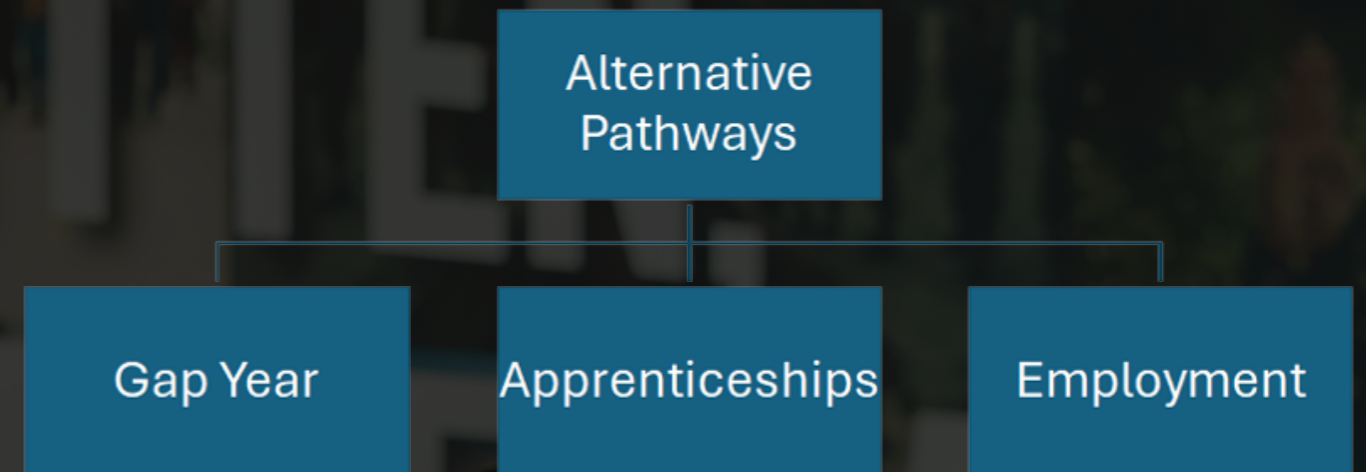 Alternative
Pathways
Gap Year
Apprenticeships
Employment